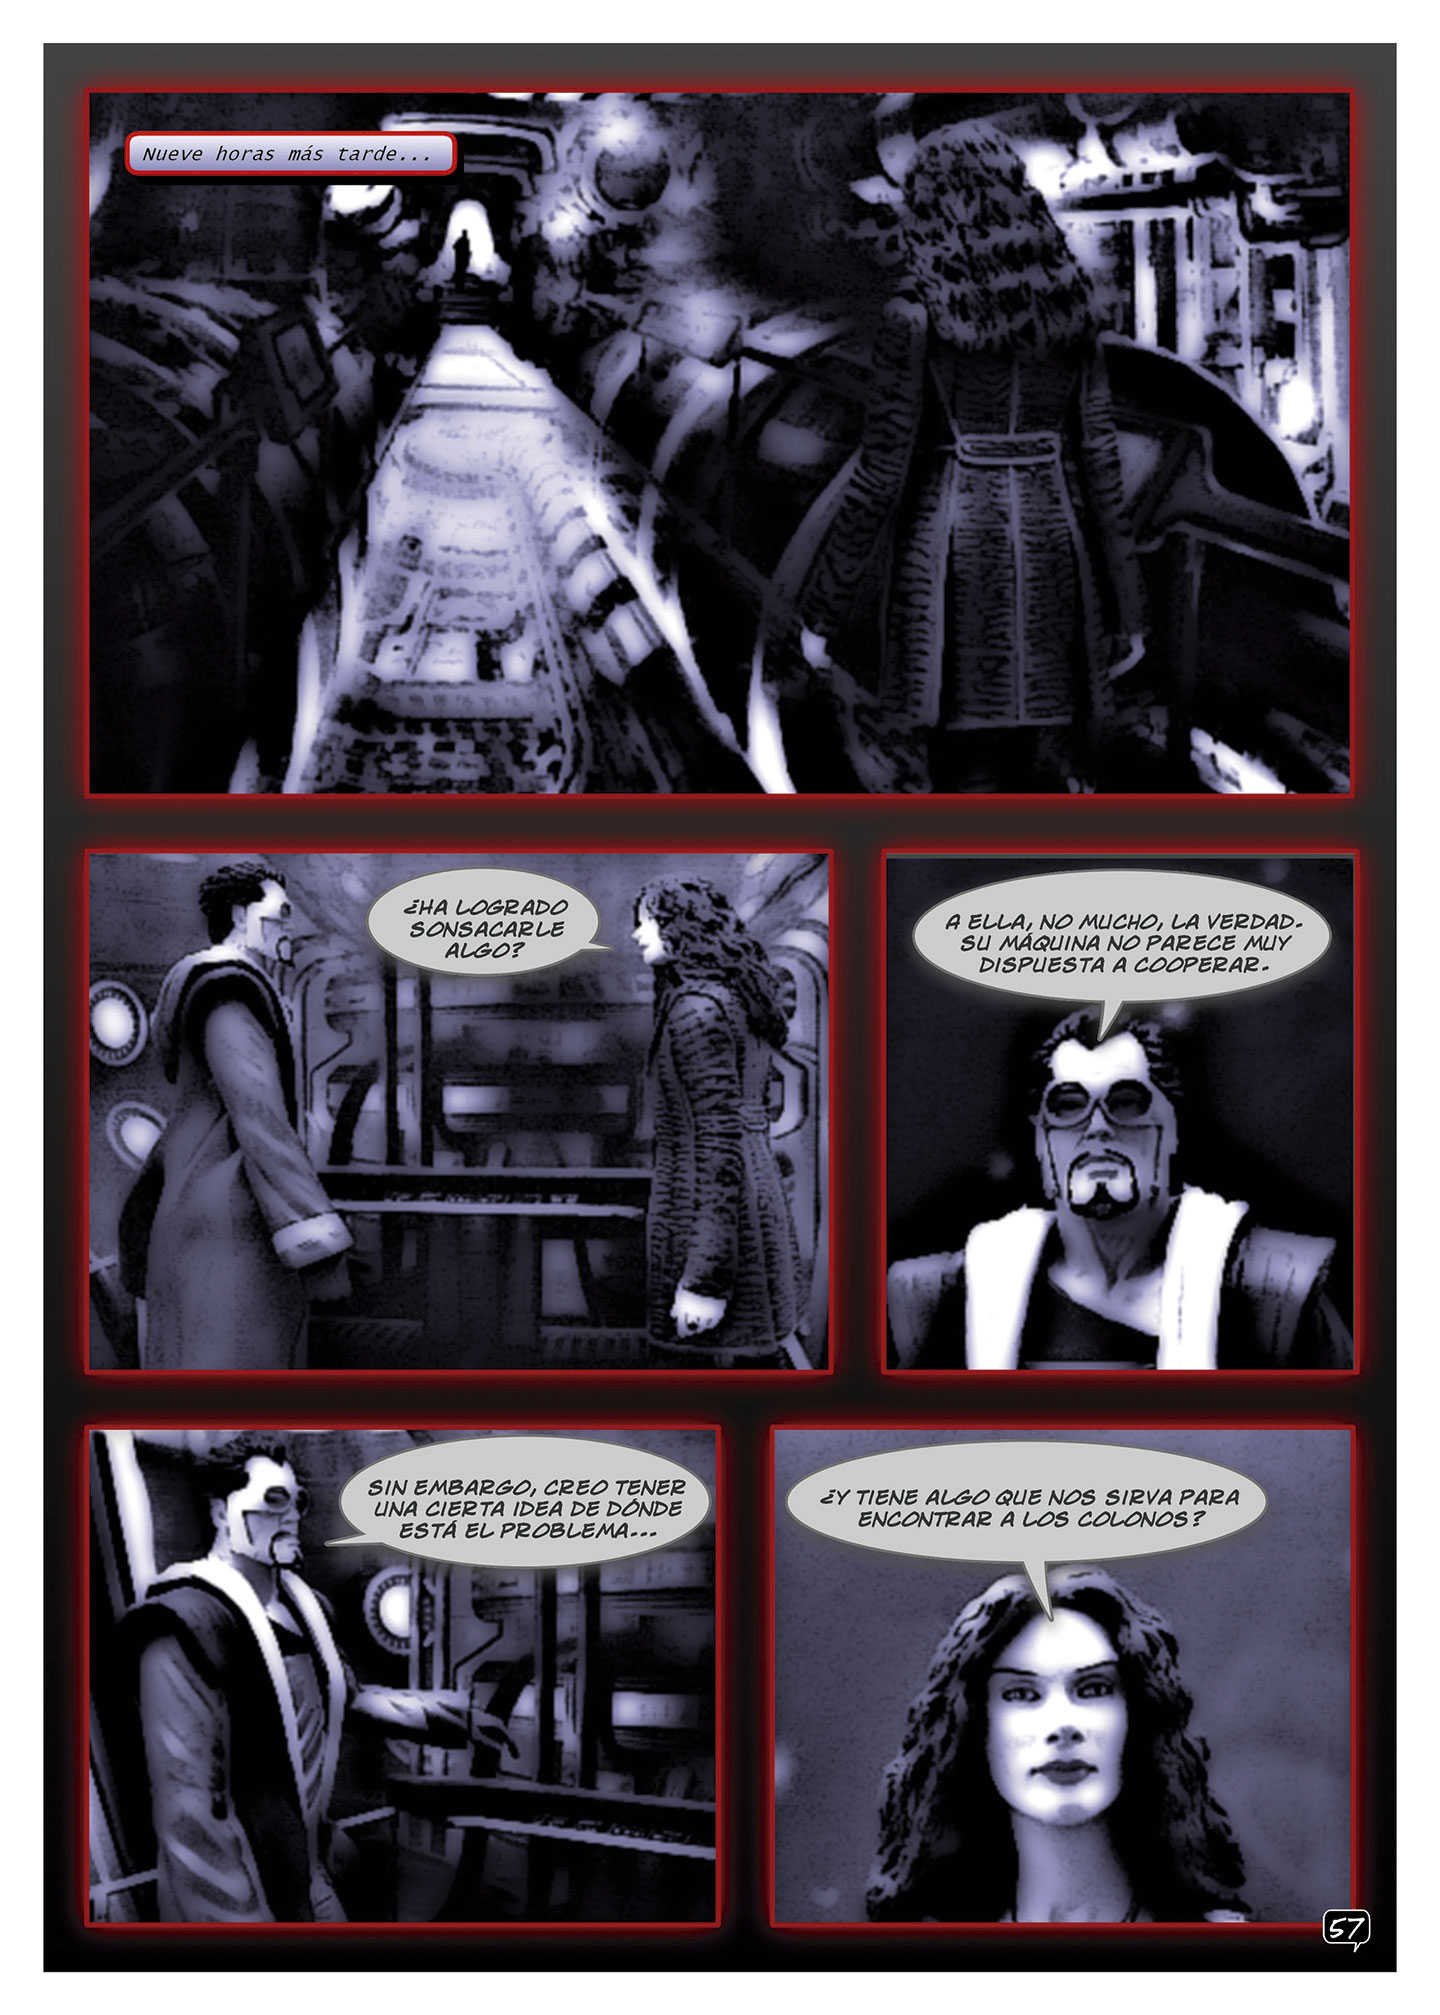 Nueve horas más tarde...
¿HA LOGRADO
SONSACARLE
ALGO?
A ELLA, NO MUCHO, LA VERDAD.
SU MÁQUINA NO PARECE MUY
DISPUESTA A COOPERAR.
SIN EMBARGO, CREO TENER
UNA CIERTA IDEA DE DÓNDE
ESTÁ EL PROBLEMA...
¿Y TIENE ALGO QUE NOS SIRVA PARA
ENCONTRAR A LOS COLONOS?
57